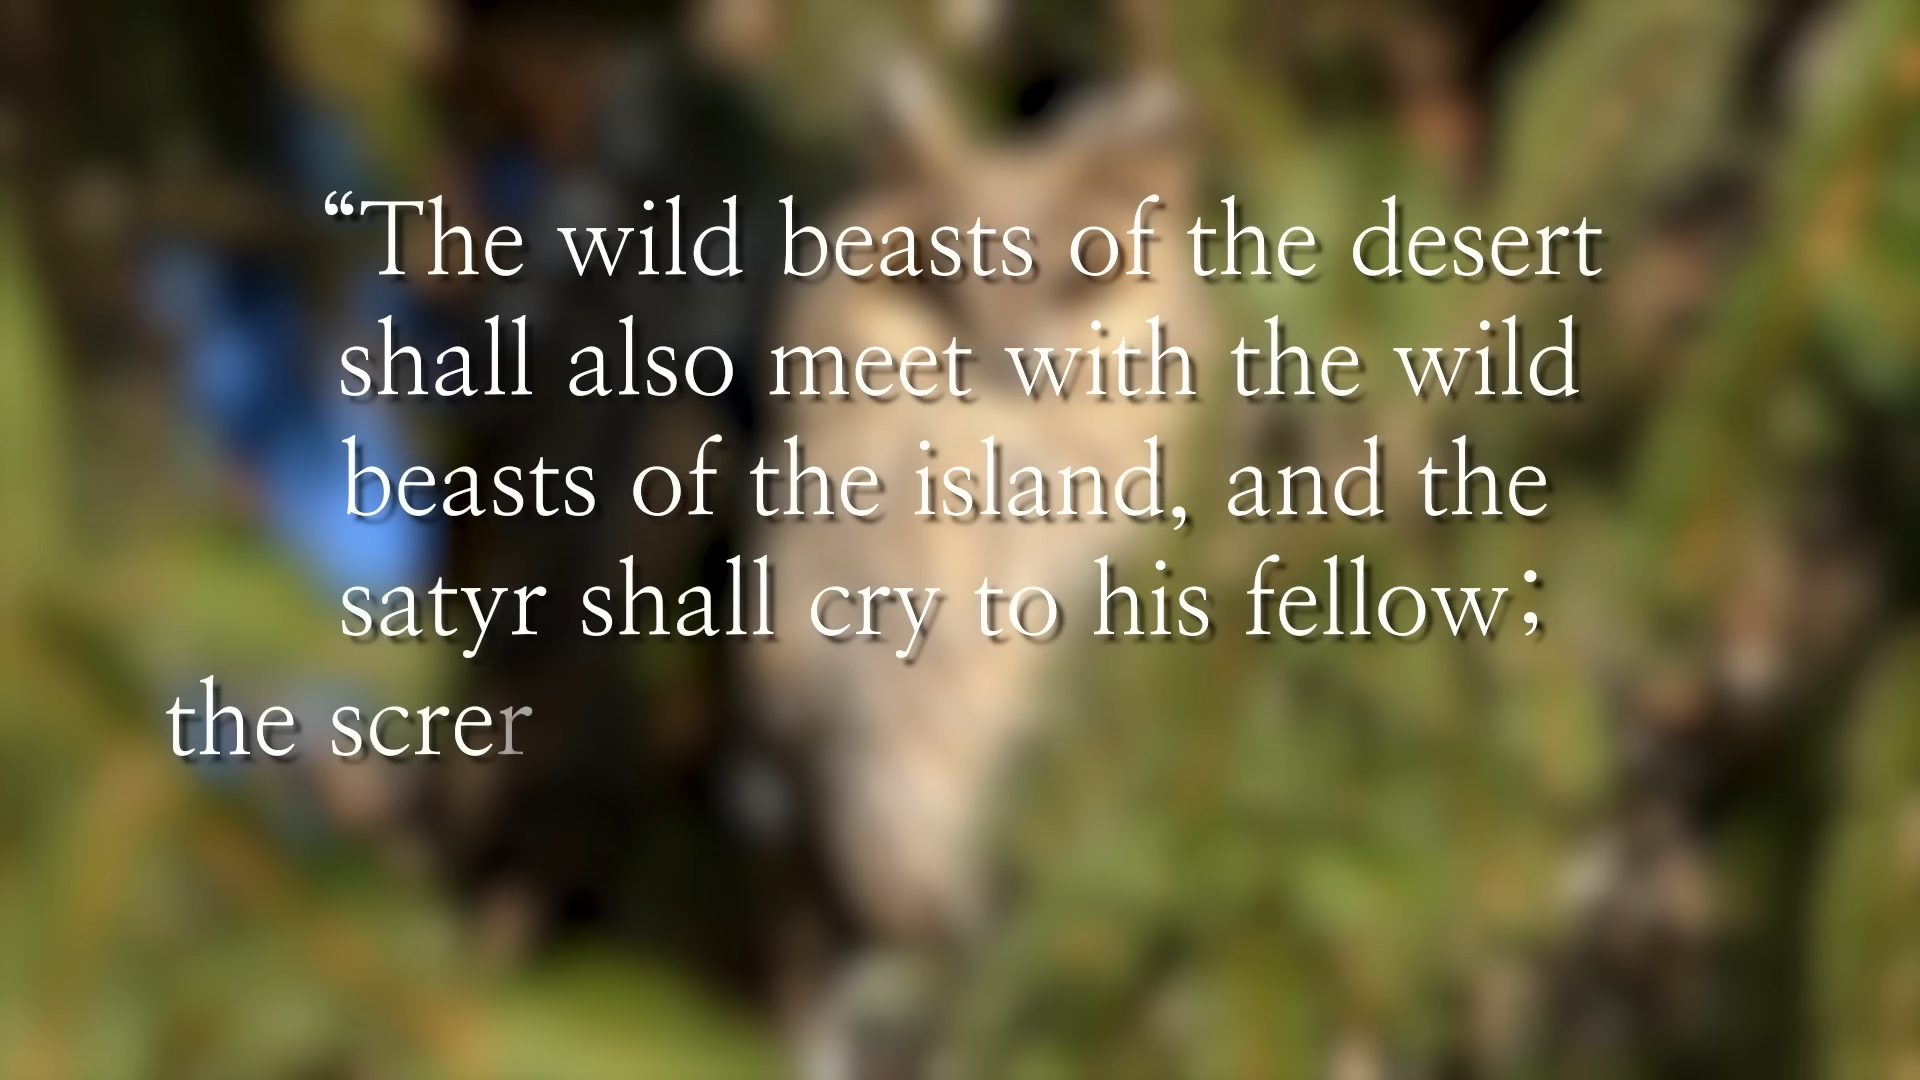 “The wild beasts of the desert
shall also meet with the wild
beasts of the island, and the
satyr shall cry to his fellow;
the screr